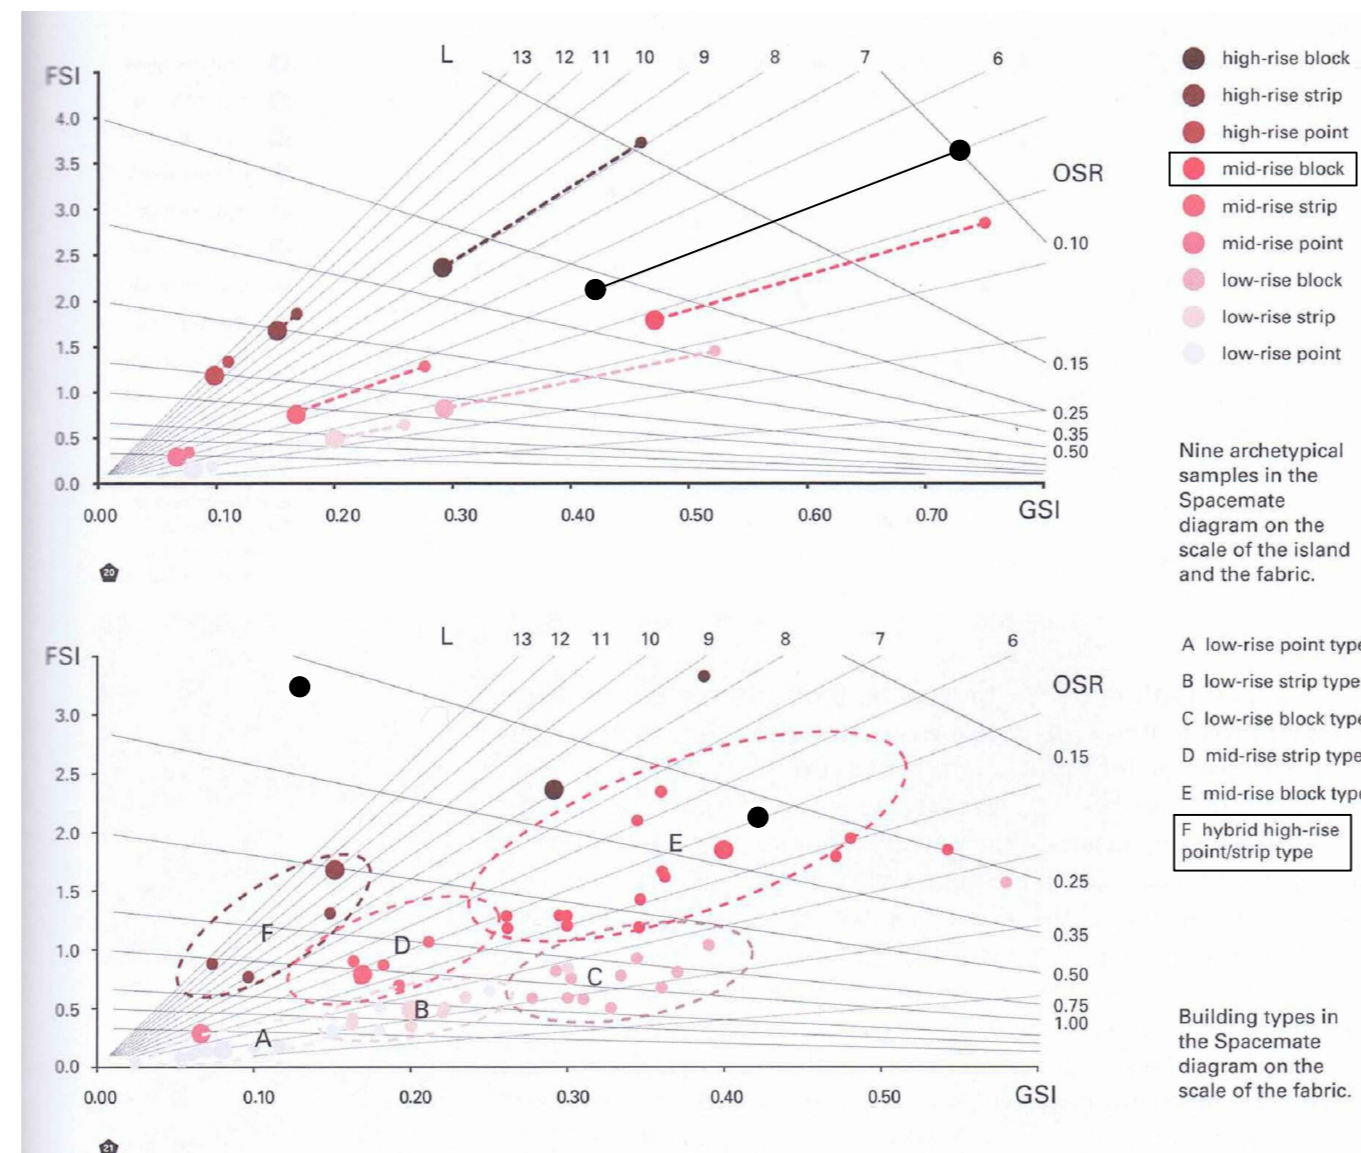 L 13 12 11 10 9 8 7 6
FSI
4.0
3.5
3.0
2.5
2.0
1.5
1.0
0.5
0.0
OSR
0.10
0.15
0.25
0.35
0.50
0.00 0.10 0.20 0.30 0.40 0.50 0.60 0.70 GSI
high-rise block
high-rise strip
high-rise point
mid-rise block
mid-rise strip
mid-rise point
low-rise block
low-rise strip
low-rise point
Nine archetypical
samples in the
Spacemate
diagram on the
scale of the island
and the fabric.
20
L 13 12 11 10 9 8 7 6
FSI
3.0
2.5
2.0
1.5
1.0
0.5
0.0
OSR
0.15
0.25
0.35
0.50
0.75
1.00
E
F
D
C
B
A
0.00 0.10 0.20 0.30 0.40 0.50 GSI
A low-rise point type
B low-rise strip type
C low-rise block type
D mid-rise strip type
E mid-rise block type
F hybrid high-rise
point/strip type
Building types in
the Spacemate
diagram on the
scale of the fabric.
21